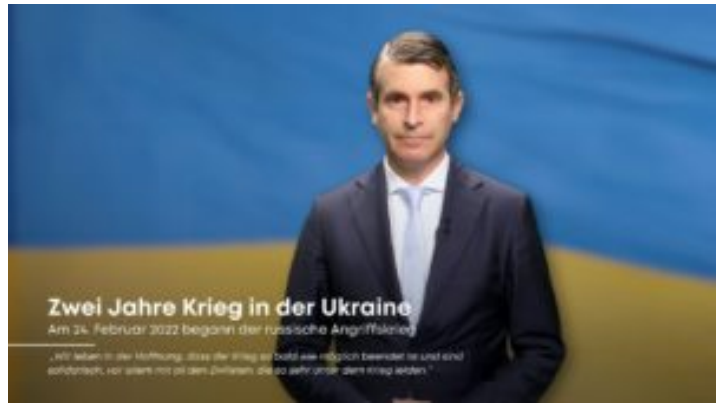 Zwei Jahre Krieg in der Ukraine
Am 24. Februar 2022 begann der russische Angriffskrieg
„Wir leben in der Hoffnung, dass der Krieg so bald wie möglich beendet ist und sind
solidarisch, vor allem mit all den Zivilisten, die so sehr unter dem Krieg leiden."